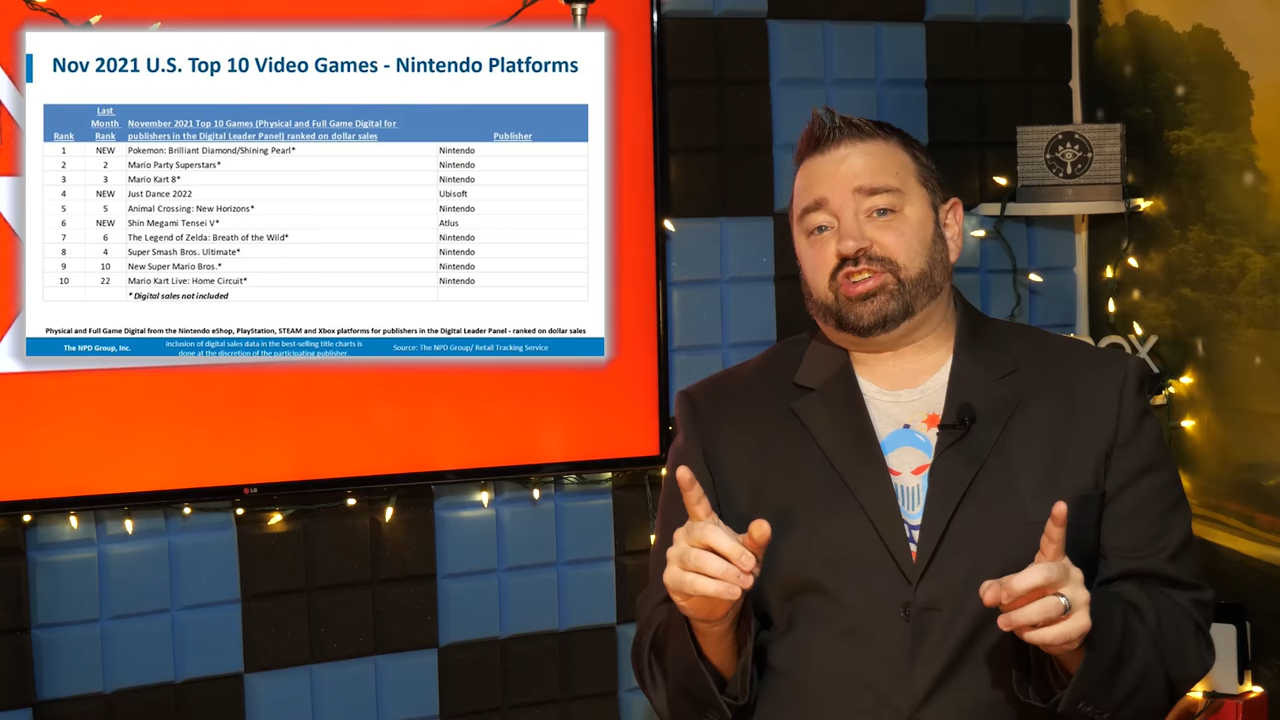 Nov 2021 U.S. Top 10 Video Games - Nintendo Platforms
Rank Last Month Rank November 2021 Top 10 Games (Physical and Full Game Digital for publishers in the Digital Leader Panel) ranked on dollar sales Publisher
1 NEW Pokemon: Brilliant Diamond/Shining Pearl* Nintendo
2 2 Mario Party Superstars* Nintendo
3 3 Mario Kart 8* Nintendo
4 NEW Just Dance 2022 Ubisoft
5 5 Animal Crossing: New Horizons* Nintendo
6 NEW Shin Megami Tensei V* Atlus
7 6 The Legend of Zelda: Breath of the Wild* Nintendo
8 4 Super Smash Bros. Ultimate* Nintendo
9 10 New Super Mario Bros.* Nintendo
10 22 Mario Kart Live: Home Circuit* Nintendo
* Digital sales not included
Physical and Full Game Digital from the Nintendo eShop, PlayStation, STEAM and Xbox platforms for publishers in the Digital Leader Panel - ranked on dollar sales
The NPD Group, Inc.
Inclusion of digital sales data in the best-selling title charts is
done at the discretion of the participating publisher.
Source: The NPD Group/ Retail Tracking Service
LG